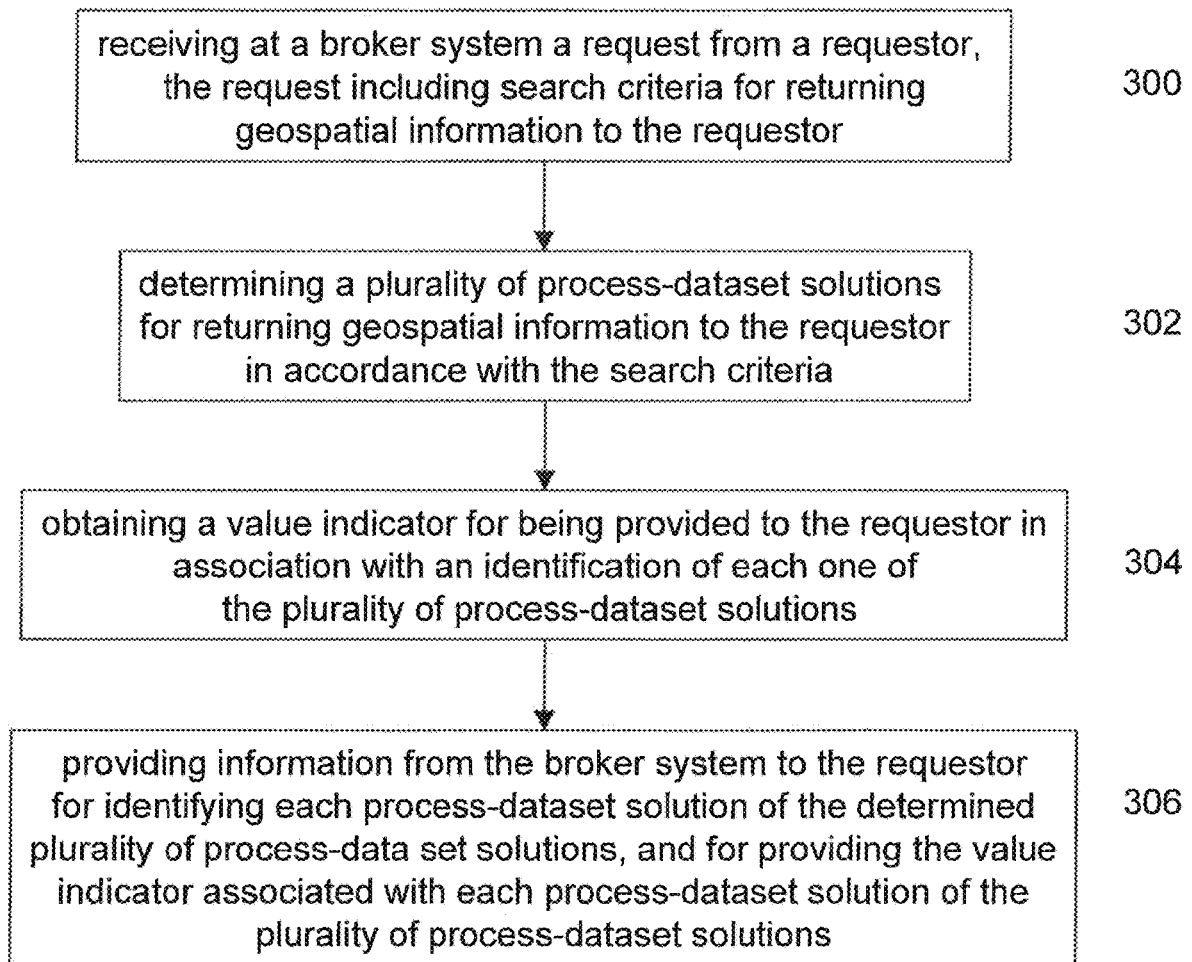 receiving at a broker system a request from a requestor,
the request including search criteria for returning
geospatial information to the requestor
300
determining a plurality of process-dataset solutions
for returning geospatial information to the requestor
in accordance with the search criteria
302
obtaining a value indicator for being provided to the requestor in
association with an identification of each one of
the plurality of process-dataset solutions
304
providing information from the broker system to the requestor
for identifying each process-dataset solution of the determined
plurality of process-data set solutions, and for providing the value
indicator associated with each process-dataset solution of the
plurality of process-dataset solutions
306